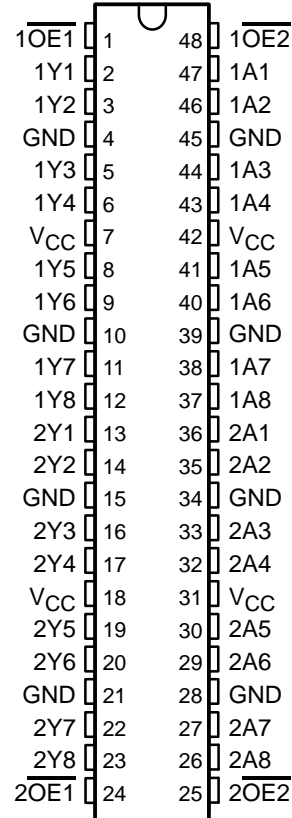 1OE1 1 48 1OE2
1Y1 2 47 1A1
1Y2 3 46 1A2
GND 4 45 GND
1Y3 5 44 1A3
1Y4 6 43 1A4
VCC 7 42 VCC
1Y5 8 41 1A5
1Y6 9 40 1A6
GND 10 39 GND
1Y7 11 38 1A7
1Y8 12 37 1A8
2Y1 13 36 2A1
2Y2 14 35 2A2
GND 15 34 GND
2Y3 16 33 2A3
2Y4 17 32 2A4
VCC 18 31 VCC
2Y5 19 30 2A5
2Y6 20 29 2A6
GND 21 28 GND
2Y7 22 27 2A7
2Y8 23 26 2A8
2OE1 24 25 2OE2